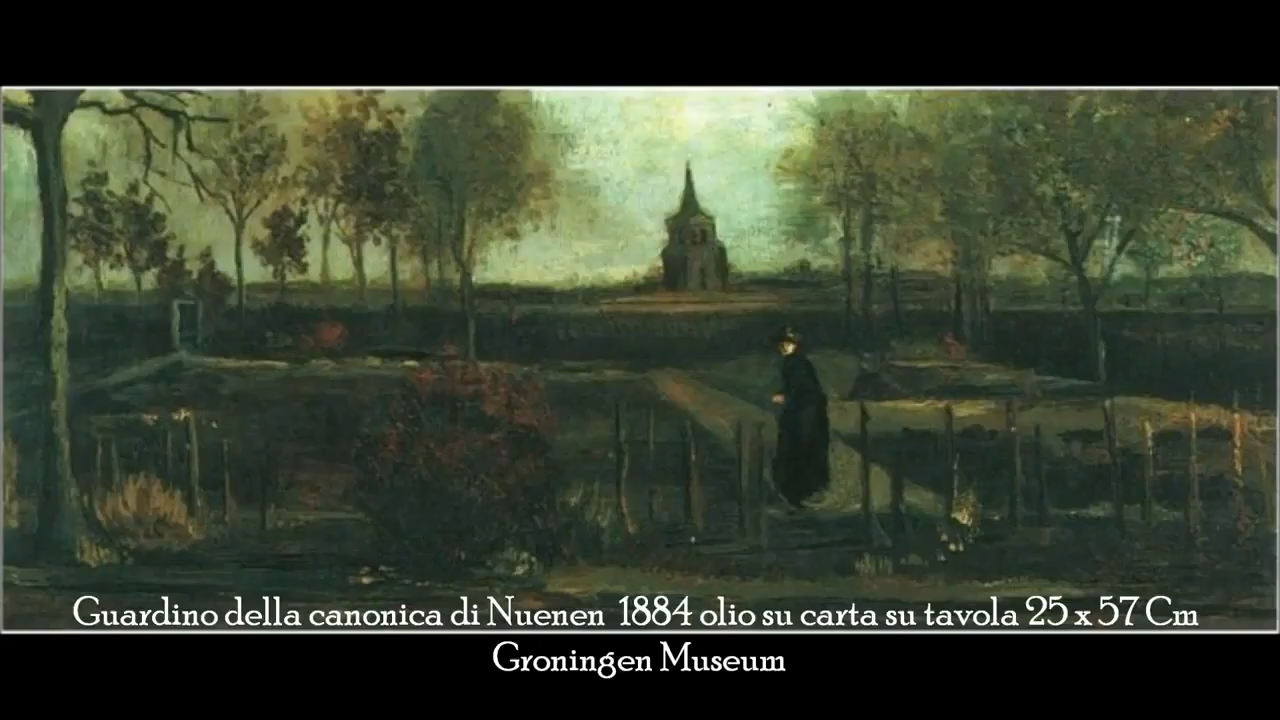 Guardino della canonica di Nuenen 1884 olio su carta su tavola 25 x 57 Cm
Groningen Museum